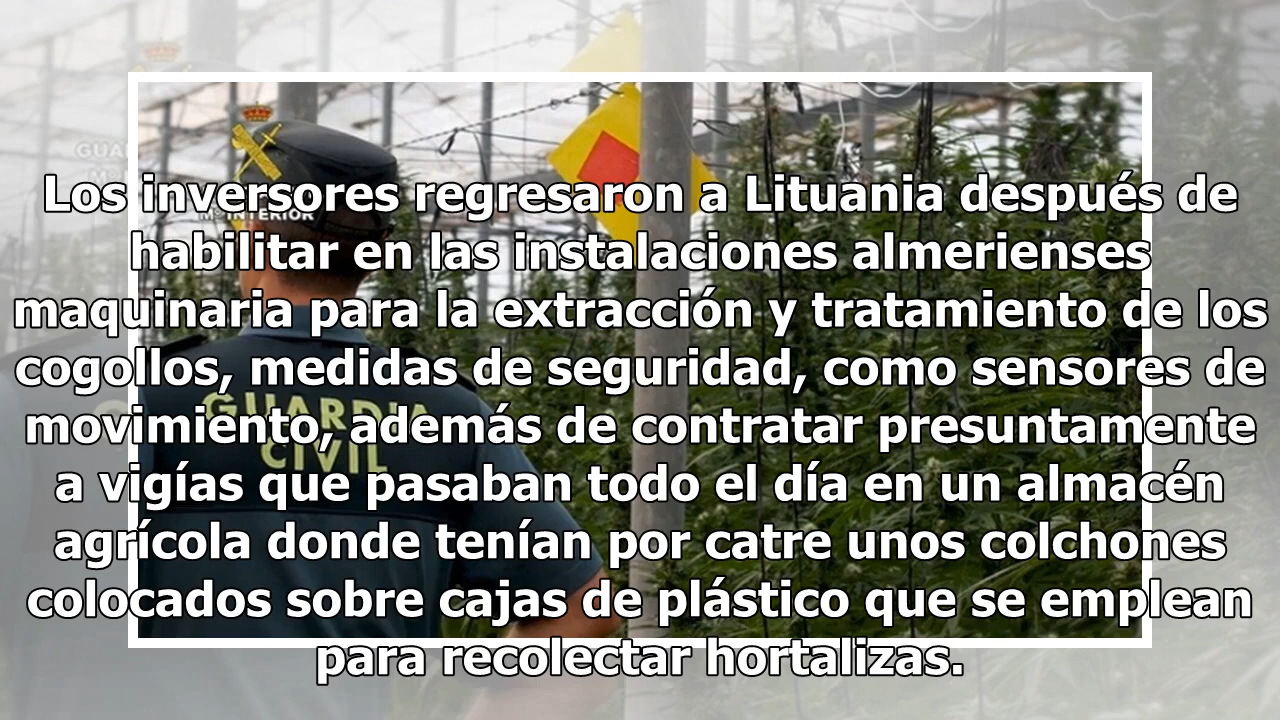 Los inversores regresaron a Lituania después de
habilitar en las instalaciones almerienses
maquinaria para la extracción y tratamiento de los
cogollos, medidas de seguridad, como sensores de
movimiento, además de contratar presuntamente
a vigías que pasaban todo el día en un almacén
agrícola donde tenían por catre unos colchones
colocados sobre cajas de plástico que se emplean
para recolectar hortalizas.
INTERIOR
GUARDIA
CIVIL